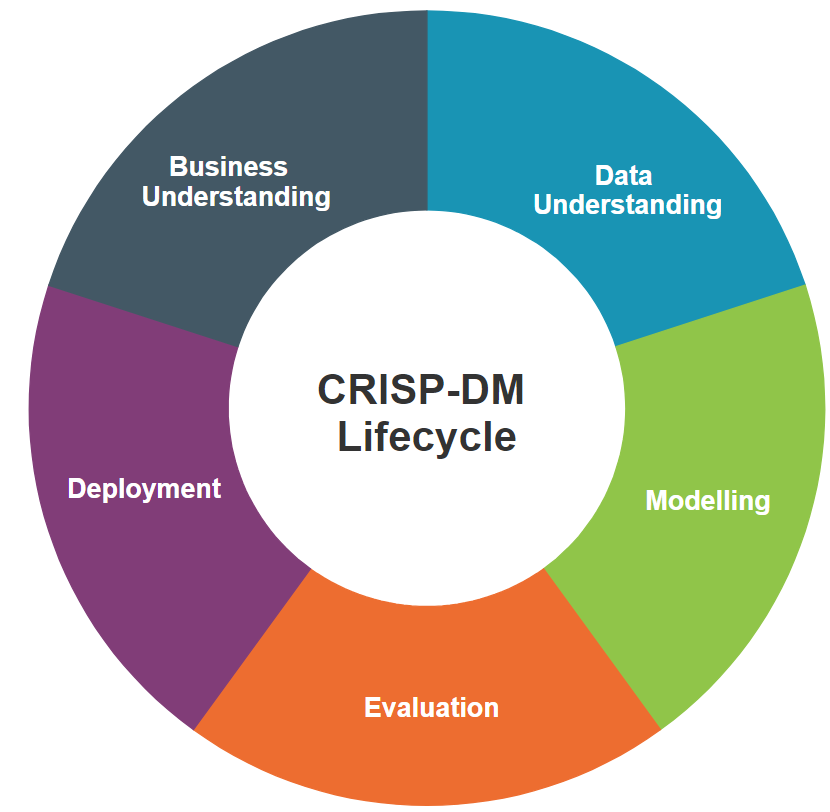 Business
Understanding
Data
Understanding
CRISP-DM
Lifecycle
Deployment
Modelling
Evaluation